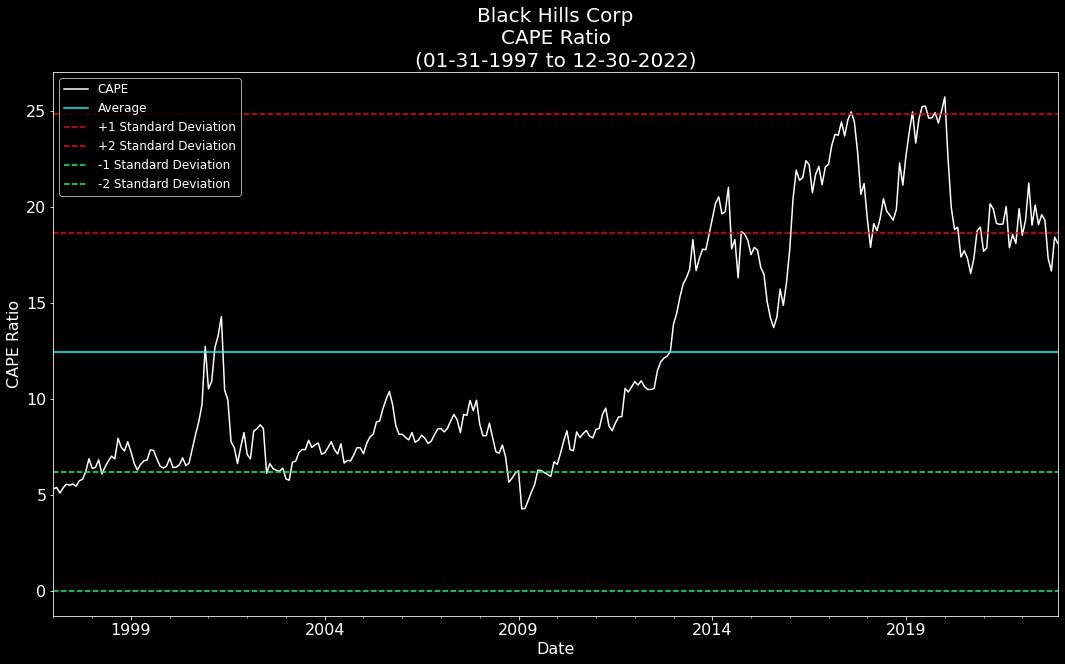 Black Hills Corp
CAPE Ratio
(01-31-1997 to 12-30-2022)
CAPE
Average
+1 Standard Deviation
+2 Standard Deviation
-1 Standard Deviation
-2 Standard Deviation
25
20
15
10
5
0
CAPE Ratio
1999
2004
2009
2014
2019
Date